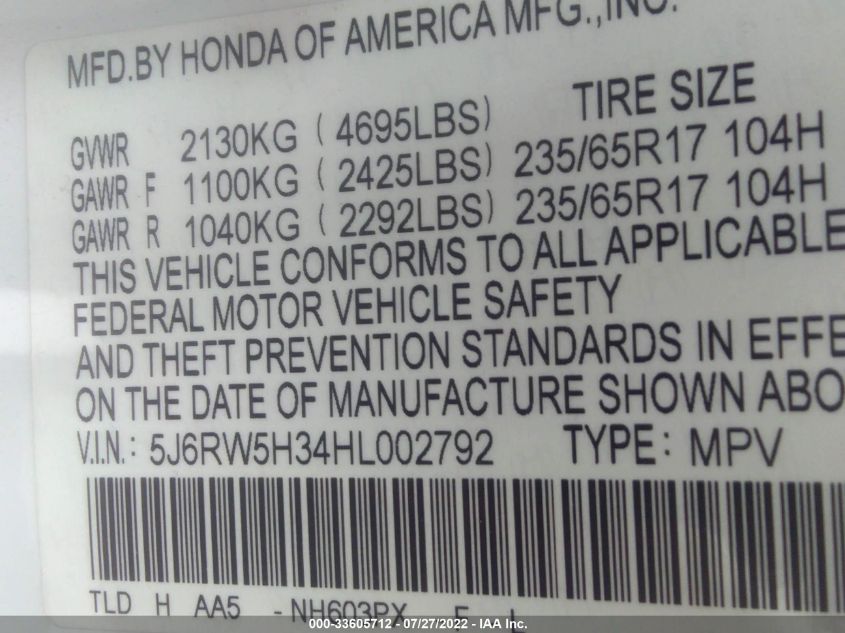 MFD.BY HONDA OF AMERICA MFG.,INC.
TIRE SIZE
GVWR 2130KG ( 4695LBS)
GAWR F 1100KG ( 2425LBS) 235/65R17 104H
GAWR R 1040KG ( 2292LBS) 235/65R17 104H
THIS VEHICLE CONFORMS TO ALL APPLICABLE
FEDERAL MOTOR VEHICLE SAFETY
AND THEFT PREVENTION STANDARDS IN EFFE
ON THE DATE OF MANUFACTURE SHOWN ABO
V.I.N.: 5J6RW5H34HL002792 TYPE: MPV
TLD H AA5 -NH603PX F L
000-33605712 - 07/27/2022 - IAA Inc.